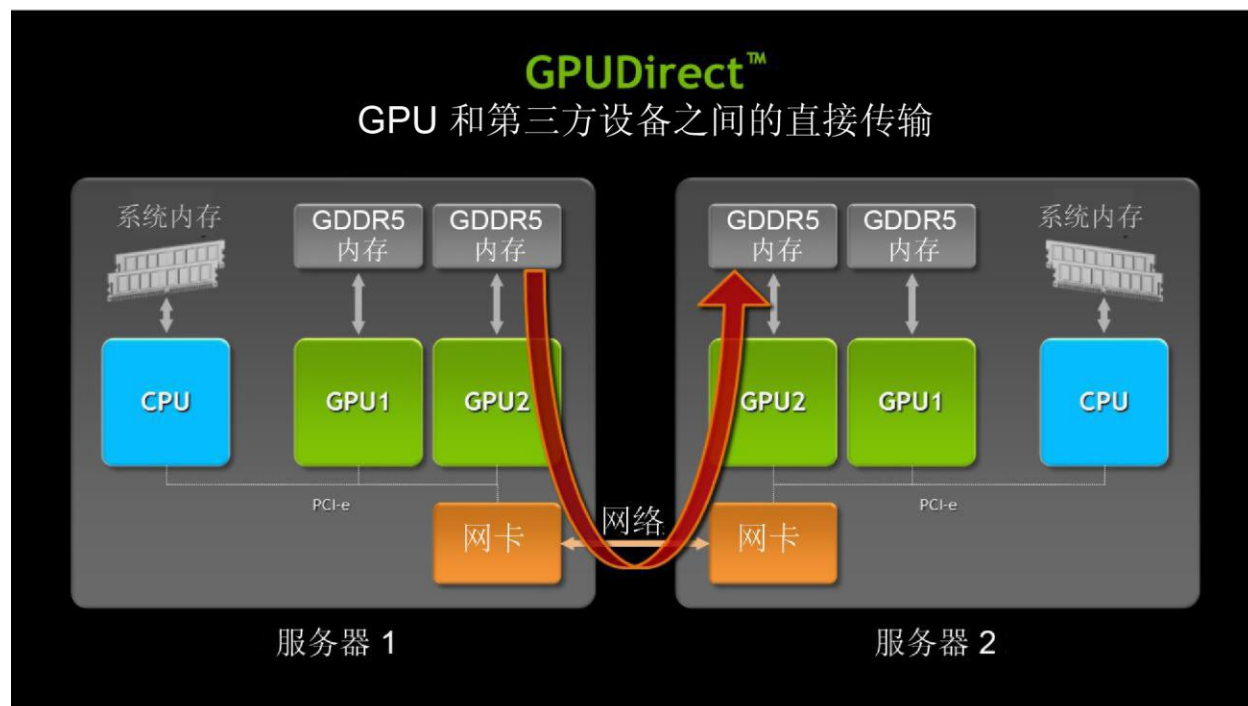 GPUDirect™
GPU 和第三方设备之间的直接传输
系统内存
GDDR5
内存
GDDR5
内存
CPU
GPU1
GPU2
PCI-e
网卡
服务器 1
网络
GDDR5
内存
GDDR5
内存
系统内存
GPU2
GPU1
CPU
PCI-e
网卡
服务器 2